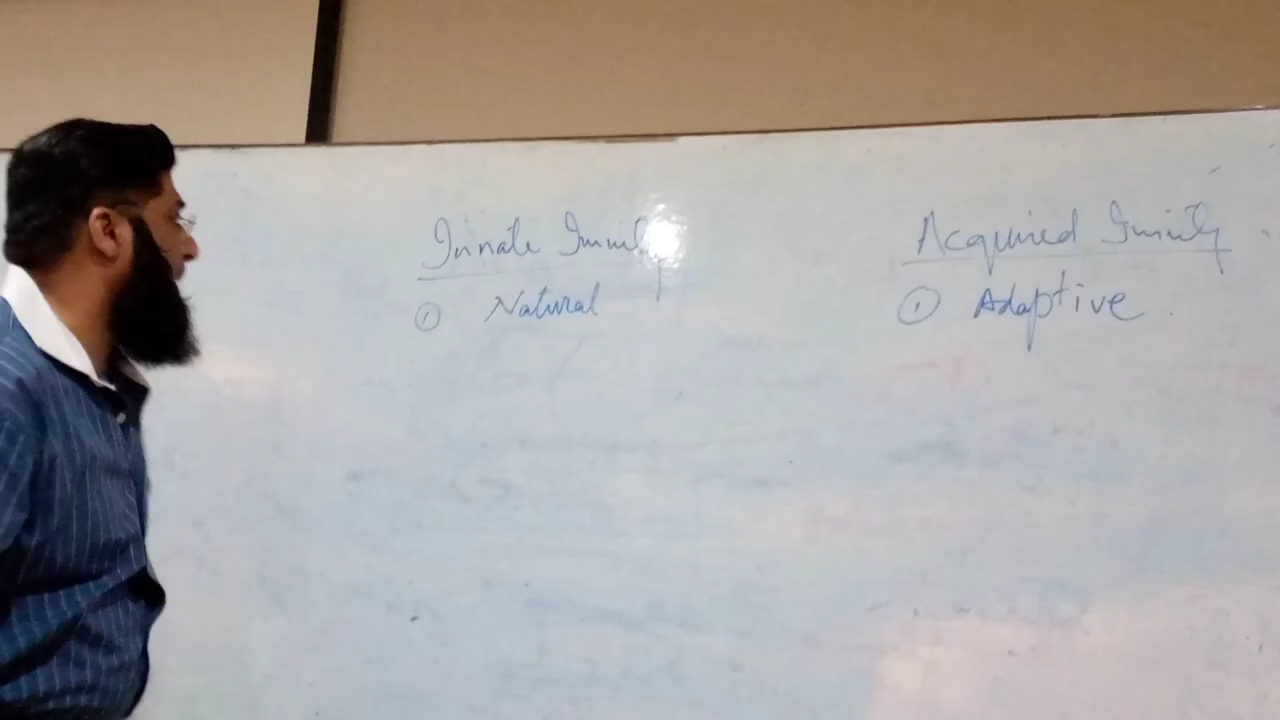 Innate
Acquired
① Natural
① Adaptive